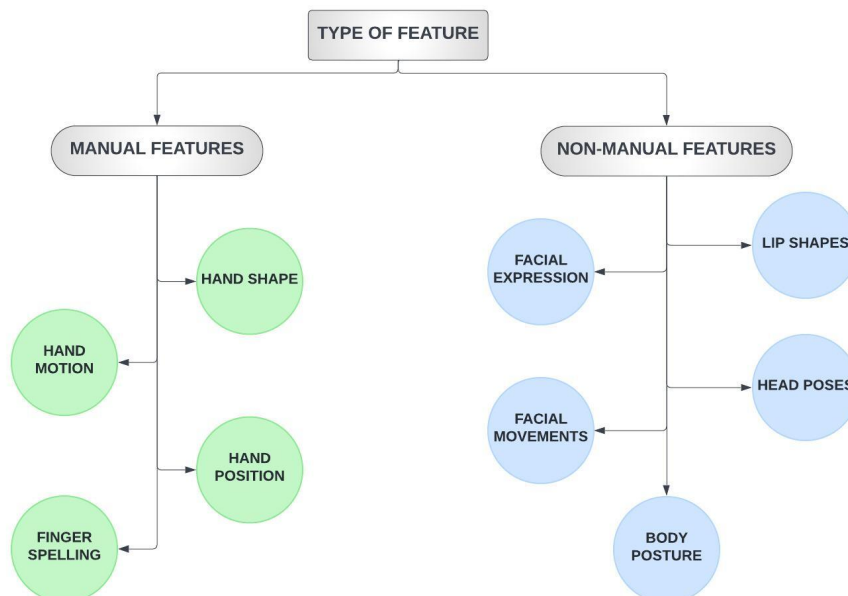 TYPE OF FEATURE
MANUAL FEATURES
NON-MANUAL FEATURES
HAND SHAPE
HAND
MOTION
HAND
POSITION
FINGER
SPELLING
LIP SHAPES
FACIAL
EXPRESSION
HEAD POSES
FACIAL
MOVEMENTS
BODY
POSTURE